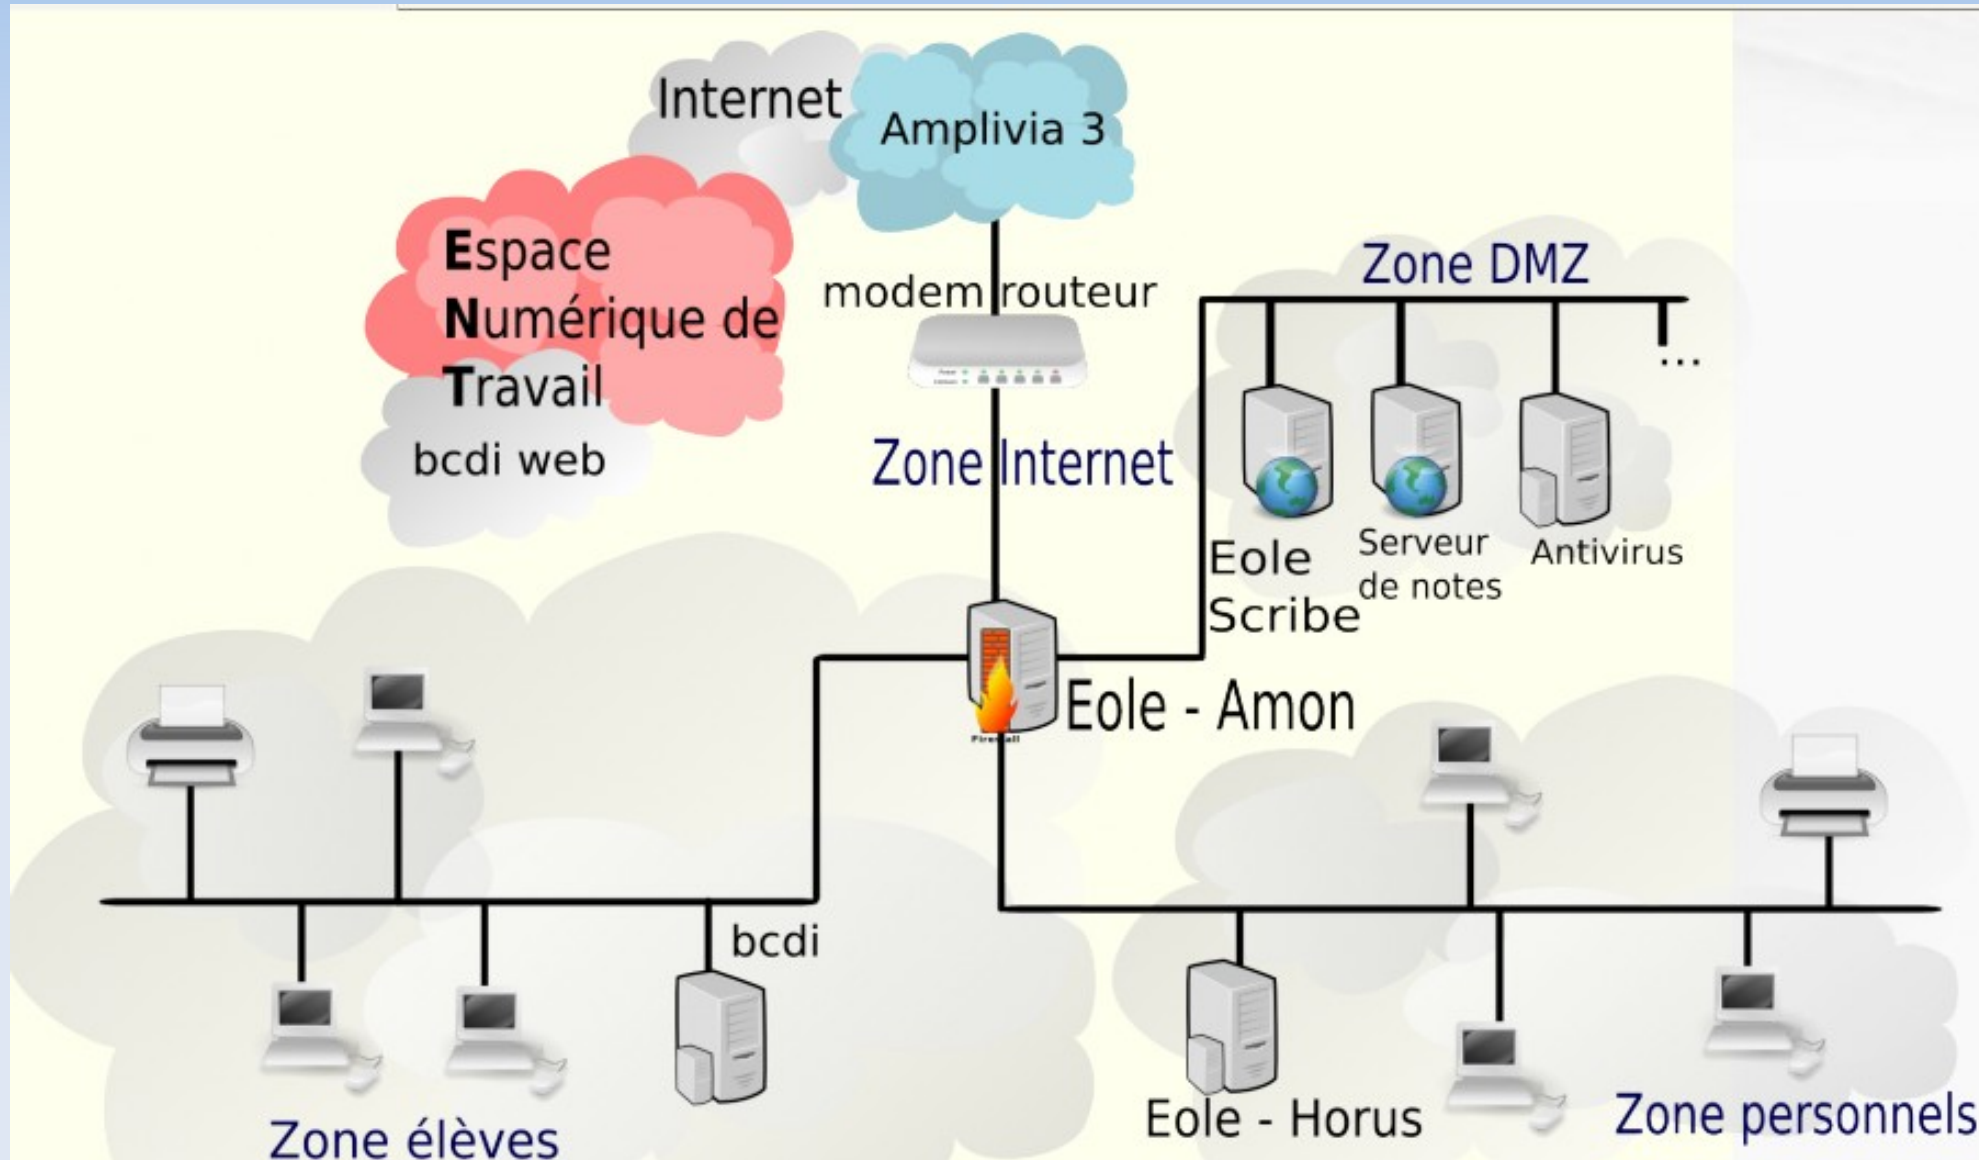 Internet
Amplivia 3
Espace
Numérique de
Travail
bcdi web
modem routeur
Zone DMZ
...
Zone Internet
Eole
Scribe
Serveur
de notes
Antivirus
Eole - Amon
Firewall
bcdi
Zone élèves
Eole - Horus
Zone personnels